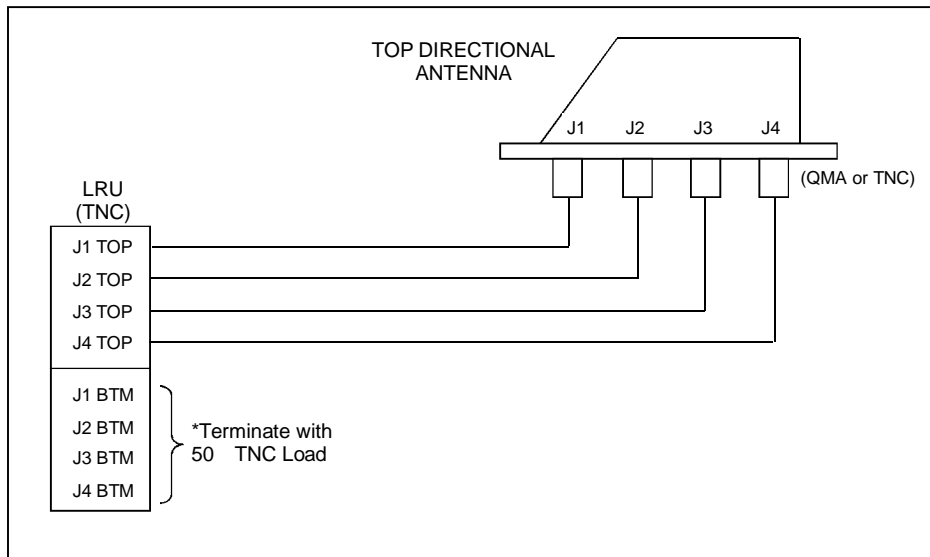 TOP DIRECTIONAL
ANTENNA
J1 J2 J3 J4
(QMA or TNC)
LRU
(TNC)
J1 TOP
J2 TOP
J3 TOP
J4 TOP
J1 BTM
J2 BTM
J3 BTM
J4 BTM
*Terminate with
50 TNC Load